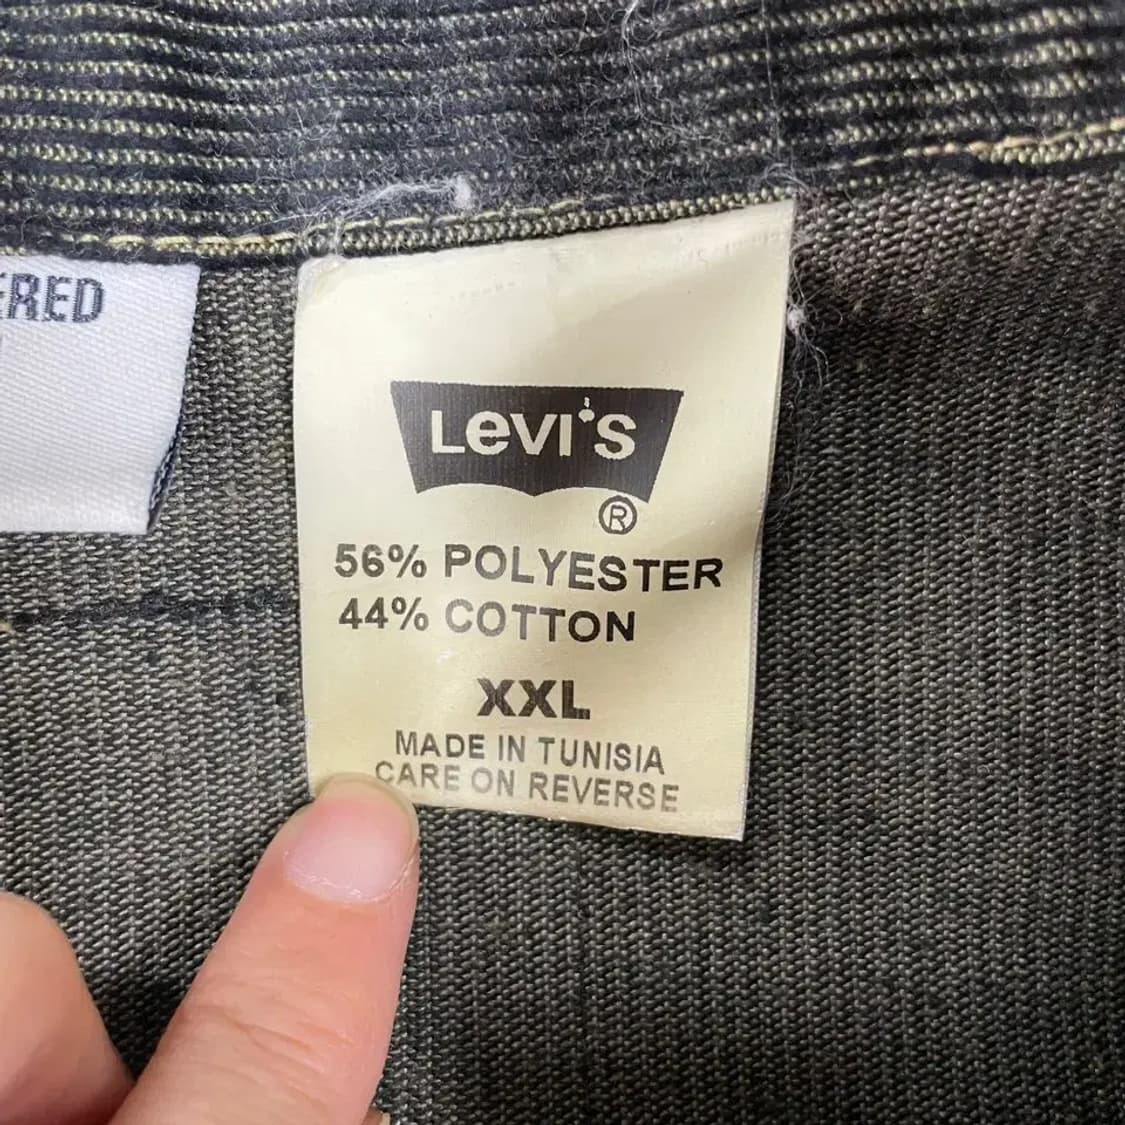 ERED
Levi's
®
56% POLYESTER
44% COTTON
XXL
MADE IN TUNISIA
CARE ON REVERSE